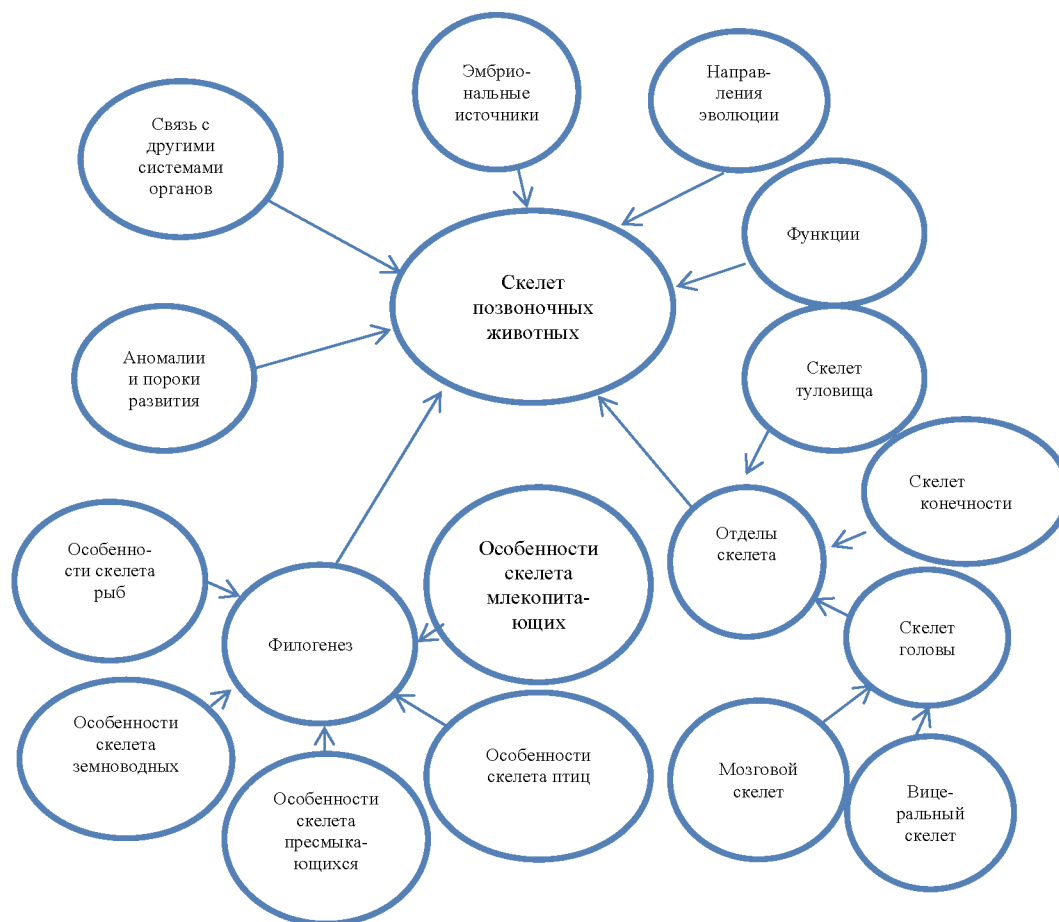 Эмбрио-
нальные
источники
Направ-
ления
эволюции
Связь с
другими
системами
органов
Функции
Скелет
позвоночных
животных
Аномалии
и пороки
развития
Скелет
туловища
Скелет
конечности
Особенно-
сти скелета
рыб
Особенности
скелета
млекопита-
ющих
Отделы
скелета
Филогенез
Скелет
головы
Особенности
скелета
земноводных
Особенности
скелета птиц
Мозговой
скелет
Вице-
ральный
скелет
Особенности
скелета
пресмыка-
ющихся